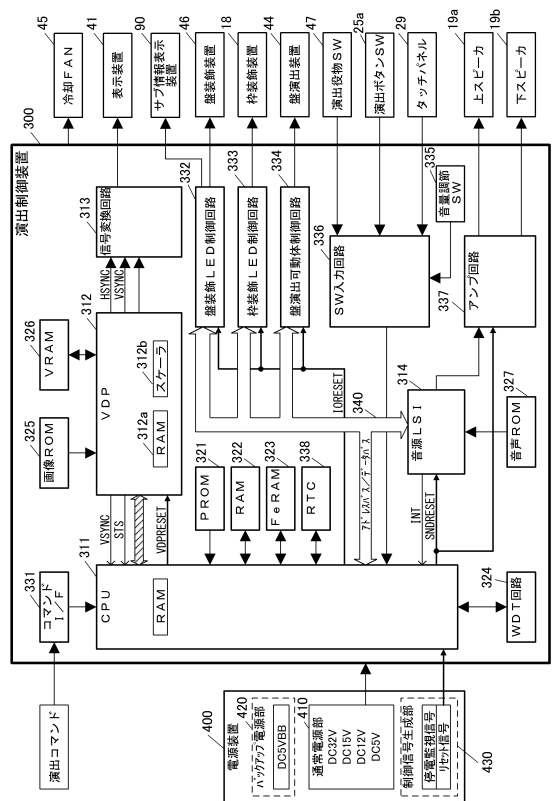 演出制御装置
300
演出コマンド
331
コマンド
I/F
311
CPU
RAM
325
画像ROM
326
VRAM
312
VDP
312a
RAM
312b
スケーラ
VSYNC
STS
VDPRESET
HSYNC
VSYNC
313
信号変換回路
321
PROM
322
RAM
323
FeRAM
338
RTC
332
盤装飾LED制御回路
333
枠装飾LED制御回路
334
盤演出可動体制御回路
335
音量調節
SW
336
SW入力回路
337
アンプ回路
IORESET
340
アドレスバス/データバス
314
音源LSI
INT
SNDRESET
327
音声ROM
324
WDT回路
45
冷却FAN
41
表示装置
90
サブ情報表示
装置
46
盤装飾装置
18
枠装飾装置
44
盤演出装置
47
演出役物SW
25a
演出ボタンSW
29
タッチパネル
19a
上スピーカ
19b
下スピーカ
400
電源装置
420
バックアップ電源部
DC5VBB
410
通常電源部
DC32V
DC15V
DC12V
DC5V
制御信号生成部
停電監視信号
リセット信号
430